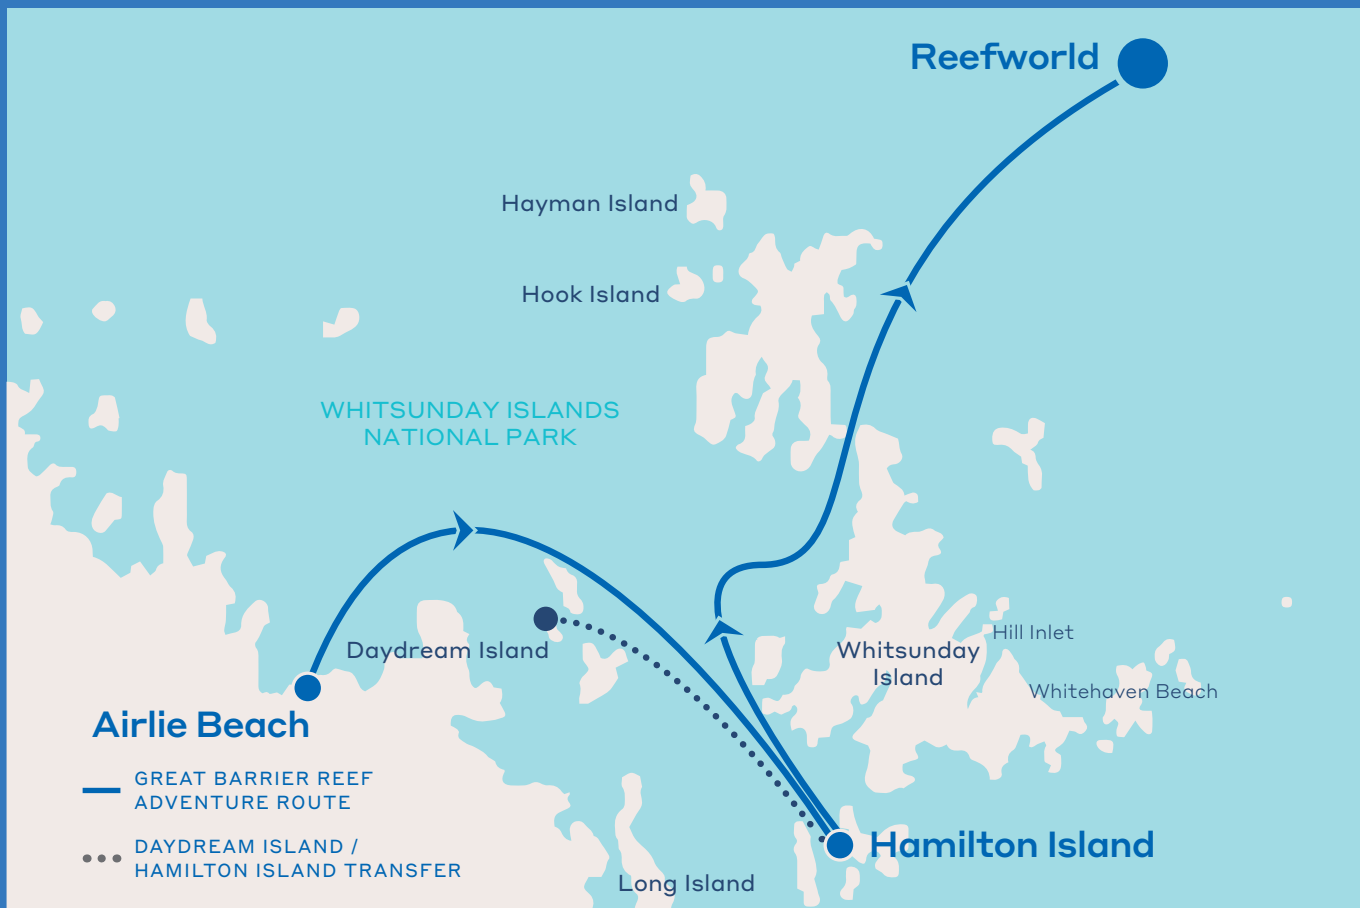 Reefworld
Hayman Island
Hook Island
WHITSUNDAY ISLANDS
NATIONAL PARK
Hill Inlet
Daydream Island
Whitsunday
Island
Whitehaven Beach
Airlie Beach
GREAT BARRIER REEF
ADVENTURE ROUTE
DAYDREAM ISLAND /
HAMILTON ISLAND TRANSFER
Hamilton Island
Long Island